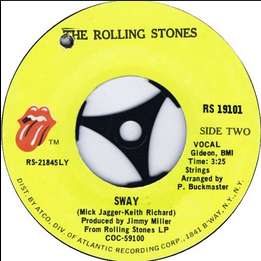 THE ROLLING STONES
RS 19101
SIDE TWO
TM
RS-21845LY
VOCAL
Gideon, BMI
Time: 3:25
Strings
Arranged by
P. Buckmaster
SWAY
(Mick Jagger-Keith Richard)
Produced by Jimmy Miller
From Rolling Stones LP
COC-59100
DIST. BY ATCO, DIV. OF ATLANTIC RECORDING CORP., 1841 B'WAY, N.Y., N.Y.